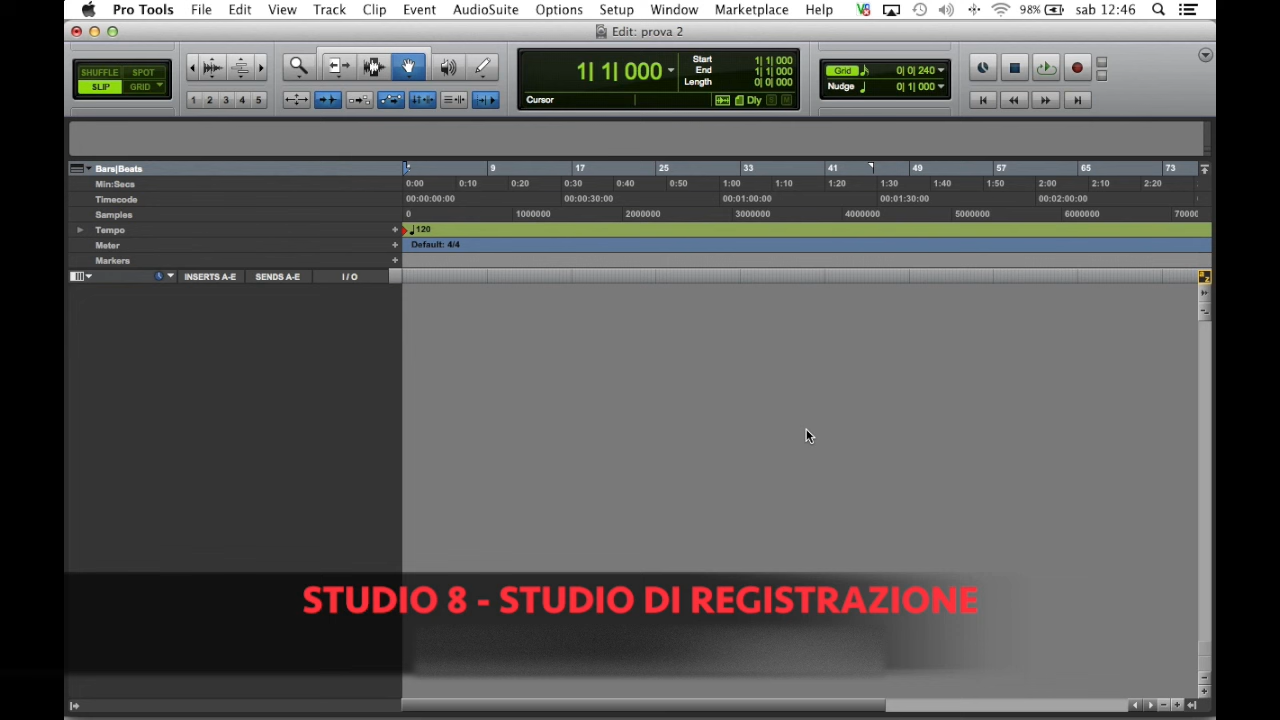 Pro Tools File Edit View Track Clip Event AudioSuite Options Setup Window Marketplace Help 98% sab 12:46
Edit: prova 2
SHUFFLE SPOT
SLIP GRID
1 2 3 4 5
1| 1| 000
Start 1| 1| 000
End 1| 1| 000
Length 0| 0| 000
Cursor Dly
Grid 0| 0| 240
Nudge 0| 1| 000
Bars|Beats 9 17 25 33 41 49 57 65 73
Min:Secs 0:00 0:10 0:20 0:30 0:40 0:50 1:00 1:10 1:20 1:30 1:40 1:50 2:00 2:10 2:20
Timecode 00:00:00:00 00:00:30:00 00:01:00:00 00:01:30:00 00:02:00:00
Samples 0 1000000 2000000 3000000 4000000 5000000 6000000 70000
Tempo + 120
Meter + Default: 4/4
Markers +
INSERTS A-E SENDS A-E I / O
STUDIO 8 - STUDIO DI REGISTRAZIONE